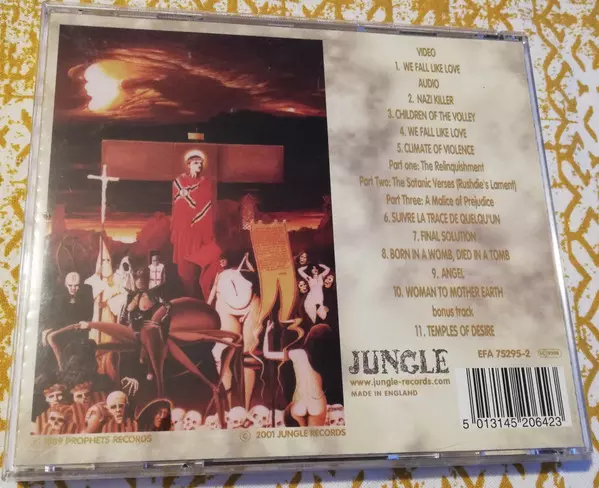 VIDEO
1. WE FALL LIKE LOVE
AUDIO
2. NAZI KILLER
3. CHILDREN OF THE VOLLEY
4. WE FALL LIKE LOVE
5. CLIMATE OF VIOLENCE
Part one: The Relinquishment
Part Two: The Satanic Verses (Rushdie's Lament)
Part Three: A Malice of Prejudice
6. SUIVRE LA TRACE DE QUELQU'UN
7. FINAL SOLUTION
8. BORN IN A WOMB, DIED IN A TOMB
9. ANGEL
10. WOMAN TO MOTHER EARTH
bonus track
11. TEMPLES OF DESIRE
JUNGLE
www.jungle-records.com
MADE IN ENGLAND
EFA 75295-2
5 013145 206423
℗ 1989 PROPHETS RECORDS
© 2001 JUNGLE RECORDS